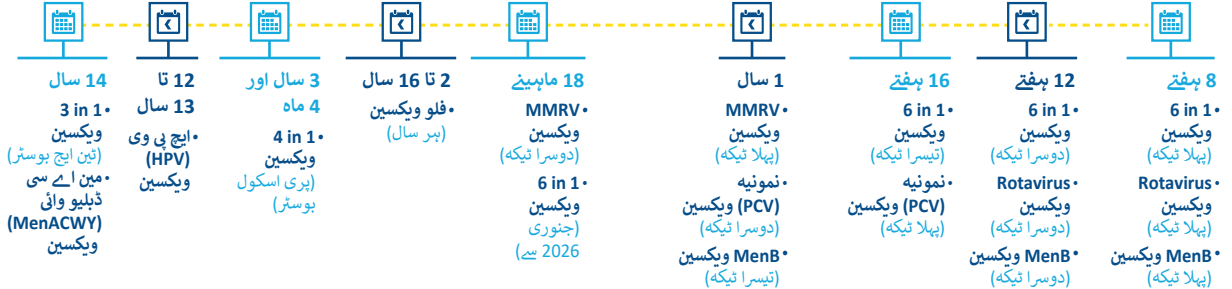 8 ہفتے
6 in 1
ویکسین
(پہلا ٹیکہ)
Rotavirus
ویکسین
(پہلا ٹیکہ)
MenB ویکسین
(پہلا ٹیکہ)
12 ہفتے
6 in 1
ویکسین
(دوسرا ٹیکہ)
Rotavirus
ویکسین
(دوسرا ٹیکہ)
MenB ویکسین
(دوسرا ٹیکہ)
16 ہفتے
6 in 1
ویکسین
(تیسرا ٹیکہ)
نمونیہ
(PCV) ویکسین
(پہلا ٹیکہ)
1 سال
MMRV
ویکسین
(پہلا ٹیکہ)
نمونیہ
(PCV) ویکسین
(دوسرا ٹیکہ)
MenB ویکسین
(تیسرا ٹیکہ)
18 ماہینے
MMRV
ویکسین
(دوسرا ٹیکہ)
6 in 1
ویکسین
(جنوری
2026 سے)
2 تا 16 سال
فلو ویکسین
(ہر سال)
3 سال اور
4 ماہ
4 in 1
ویکسین
(پری اسکول
بوسٹر)
12 تا
13 سال
ایچ پی وی
(HPV)
ویکسین
14 سال
3 in 1
ویکسین
(ٹین ایج بوسٹر)
مین اے سی
ڈبلیو وائی
(MenACWY)
ویکسین